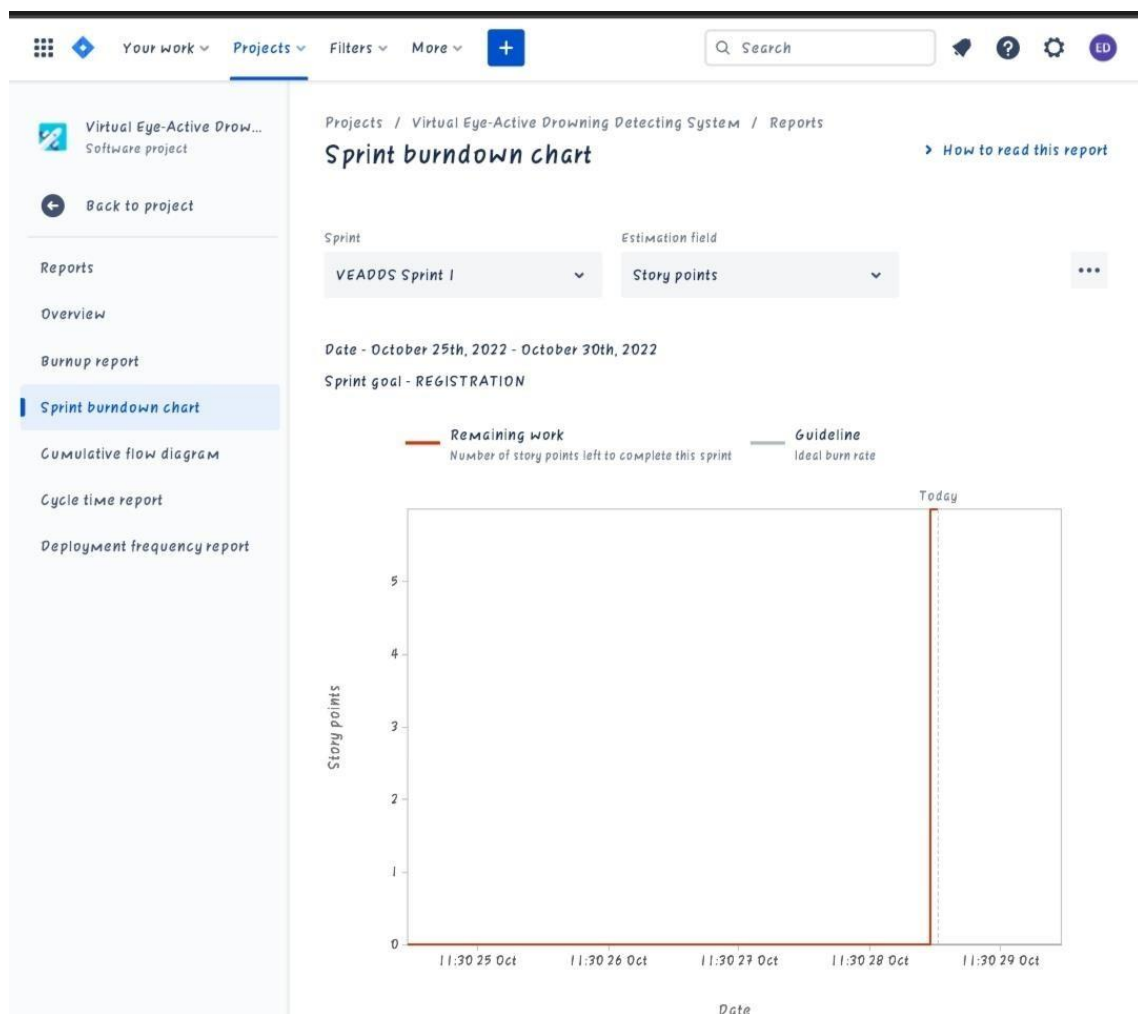 Your work Projects Filters More + Search ED
Virtual Eye-Active Drow...
Software project
Back to project
Reports
Overview
Burnup report
Sprint burndown chart
Cumulative flow diagram
Cycle time report
Deployment frequency report
Projects / Virtual Eye-Active Drowning Detecting System / Reports
Sprint burndown chart
How to read this report
Sprint Estimation field
VEADDS Sprint 1 Story points
Date - October 25th, 2022 - October 30th, 2022
Sprint goal - REGISTRATION
Remaining work Guideline
Number of story points left to complete this sprint Ideal burn rate
Today
5
4
3
2
1
0
Story points
11:30 25 Oct 11:30 26 Oct 11:30 27 Oct 11:30 28 Oct 11:30 29 Oct
Date